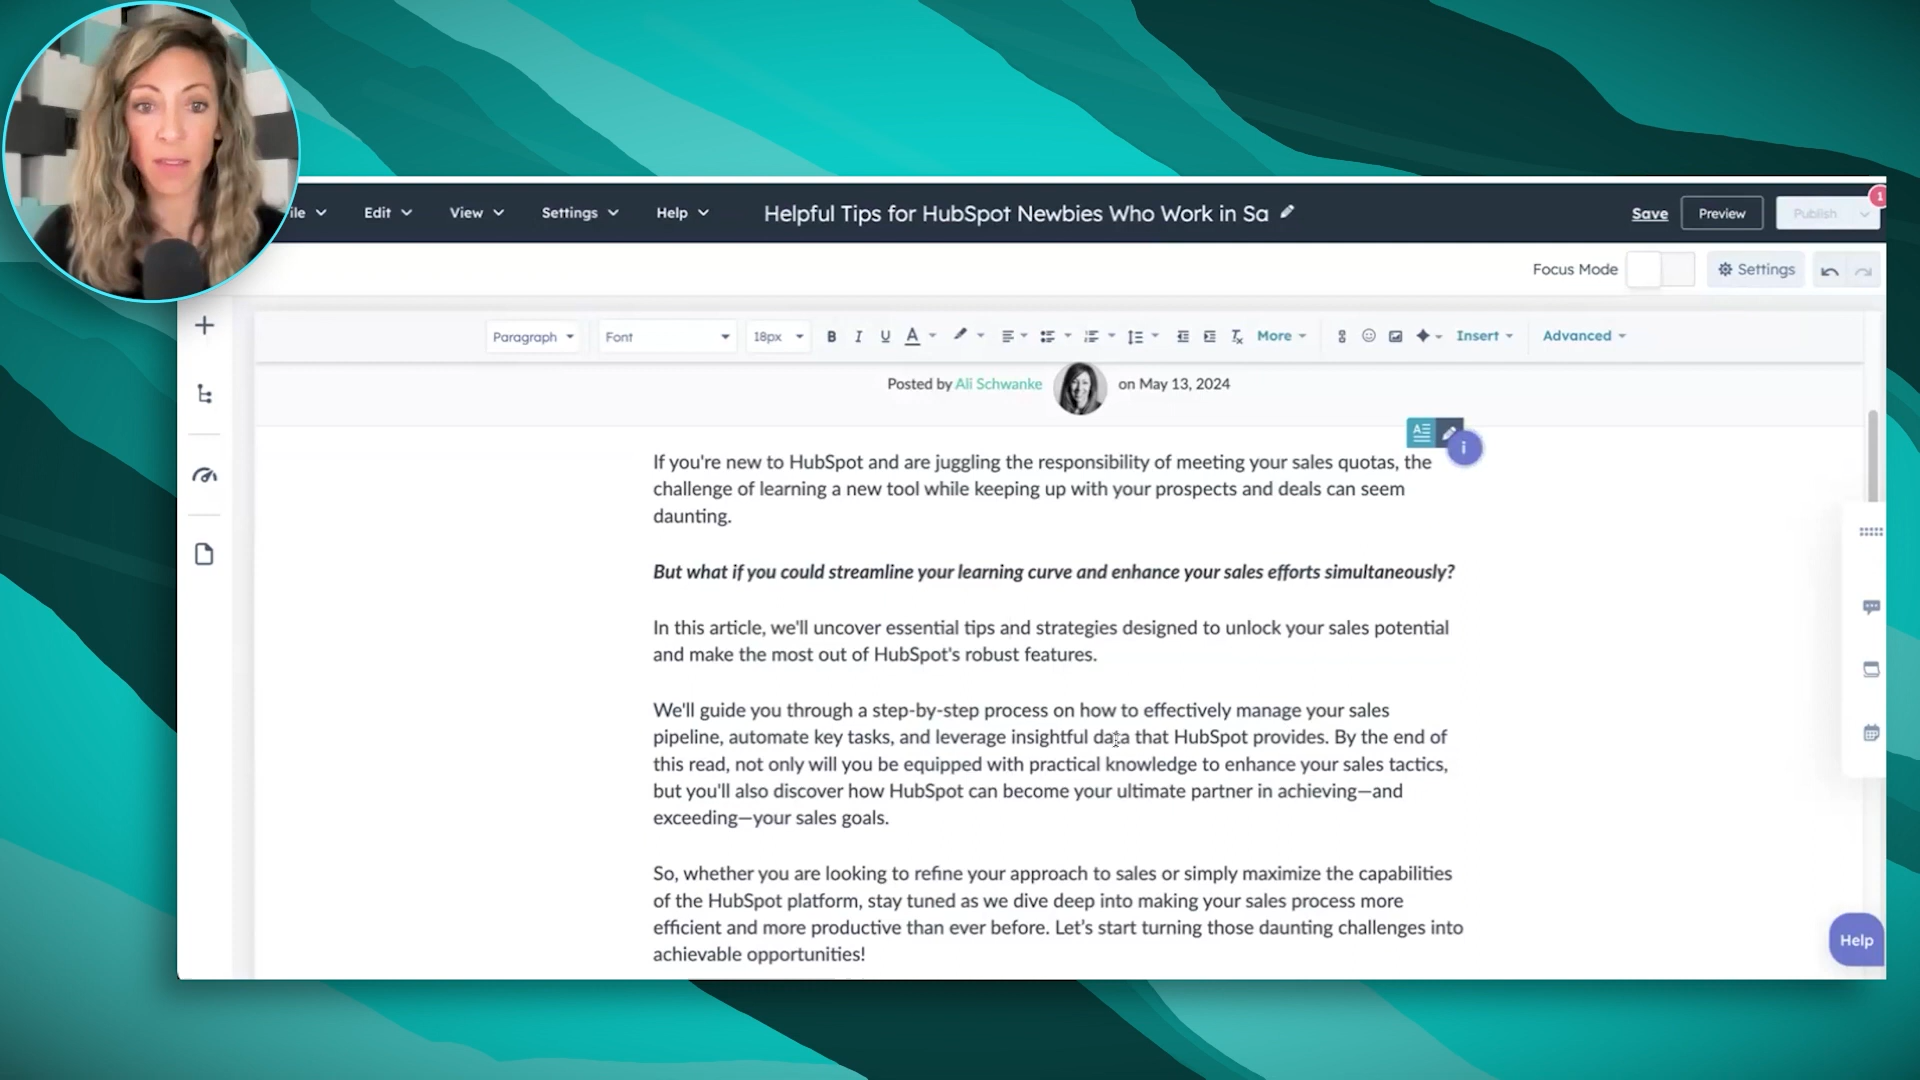 ile
Edit
View
Settings
Help
Helpful Tips for HubSpot Newbies Who Work in Sa
Save
Preview
Publish
1
Focus Mode
Settings
Paragraph
Font
18px
B
I
U
A
More
Insert
Advanced
Posted by Ali Schwanke
on May 13, 2024
If you're new to HubSpot and are juggling the responsibility of meeting your sales quotas, the
challenge of learning a new tool while keeping up with your prospects and deals can seem
daunting.
But what if you could streamline your learning curve and enhance your sales efforts simultaneously?
In this article, we'll uncover essential tips and strategies designed to unlock your sales potential
and make the most out of HubSpot's robust features.
We'll guide you through a step-by-step process on how to effectively manage your sales
pipeline, automate key tasks, and leverage insightful data that HubSpot provides. By the end of
this read, not only will you be equipped with practical knowledge to enhance your sales tactics,
but you'll also discover how HubSpot can become your ultimate partner in achieving—and
exceeding—your sales goals.
So, whether you are looking to refine your approach to sales or simply maximize the capabilities
of the HubSpot platform, stay tuned as we dive deep into making your sales process more
efficient and more productive than ever before. Let's start turning those daunting challenges into
achievable opportunities!
Help